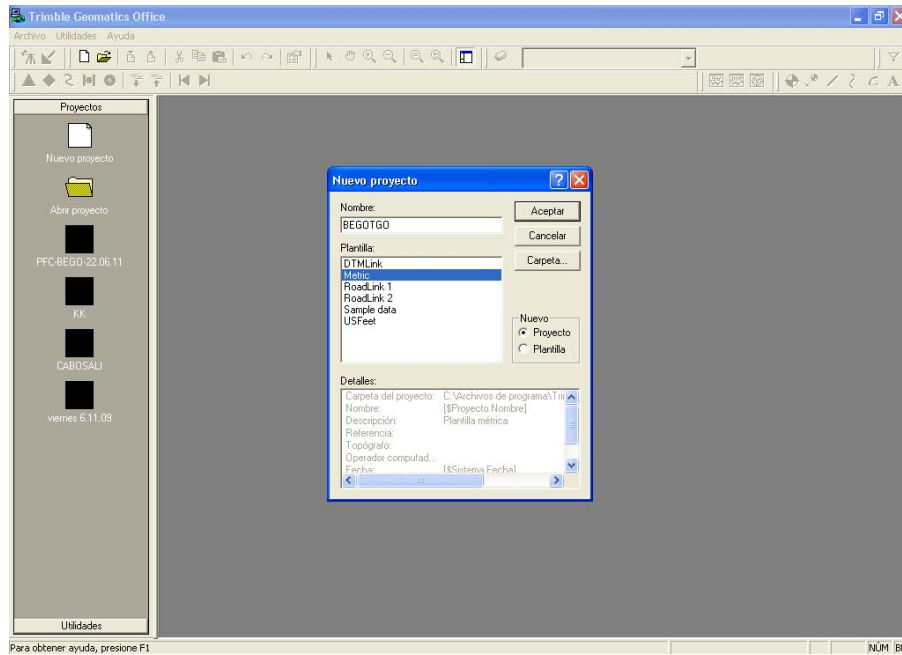 Trimble Geomatics Office
Archivo Utilidades Ayuda
Proyectos
Nuevo proyecto
Abrir proyecto
PFC-BEGO-22.06.11
KK
CABOSALI
viernes 6.11.09
Utilidades
Nuevo proyecto
Nombre:
BEGOTGO
Aceptar
Cancelar
Carpeta...
Plantilla:
DTMLink
Metric
RoadLink 1
RoadLink 2
Sample data
USFeet
Nuevo
Proyecto
Plantilla
Detalles:
Carpeta del proyecto: C:\Archivos de programa\
Nombre: [$Proyecto.Nombre]
Descripción: Plantilla métrica
Referencia:
Topógrafo:
Operador computad...
Fecha: [$Sistema.Fecha]
Para obtener ayuda, presione F1
NÚM